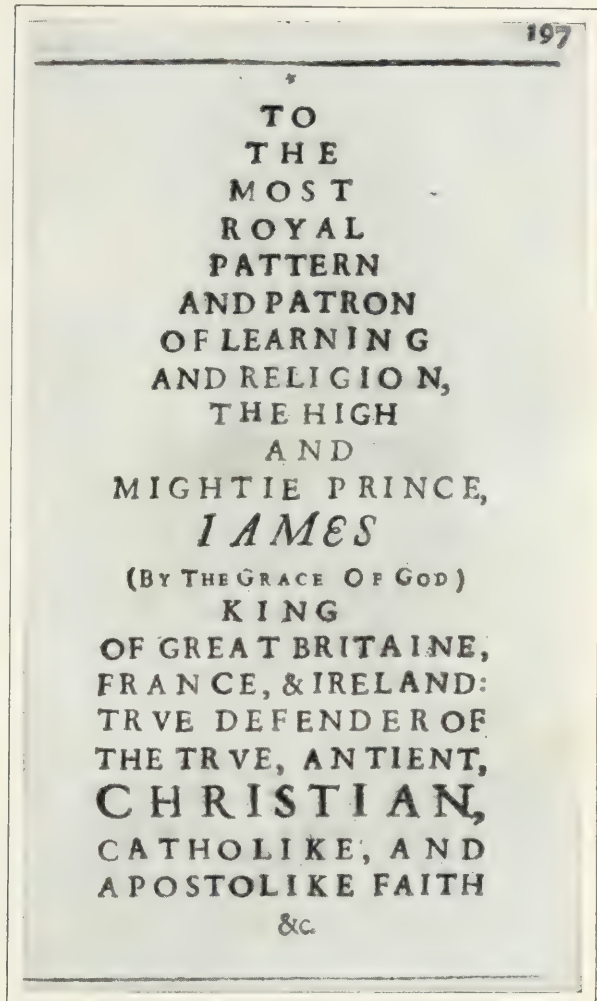 197
*
TO
THE
MOST
ROYAL
PATTERN
AND PATRON
OF LEARNING
AND RELIGION,
THE HIGH
AND
MIGHTIE PRINCE,
IAMES
(BY THE GRACE OF GOD)
KING
OF GREAT BRITAINE,
FRANCE, & IRELAND:
TRVE DEFENDER OF
THE TRVE, ANTIENT,
CHRISTIAN,
CATHOLIKE, AND
APOSTOLIKE FAITH
&c.